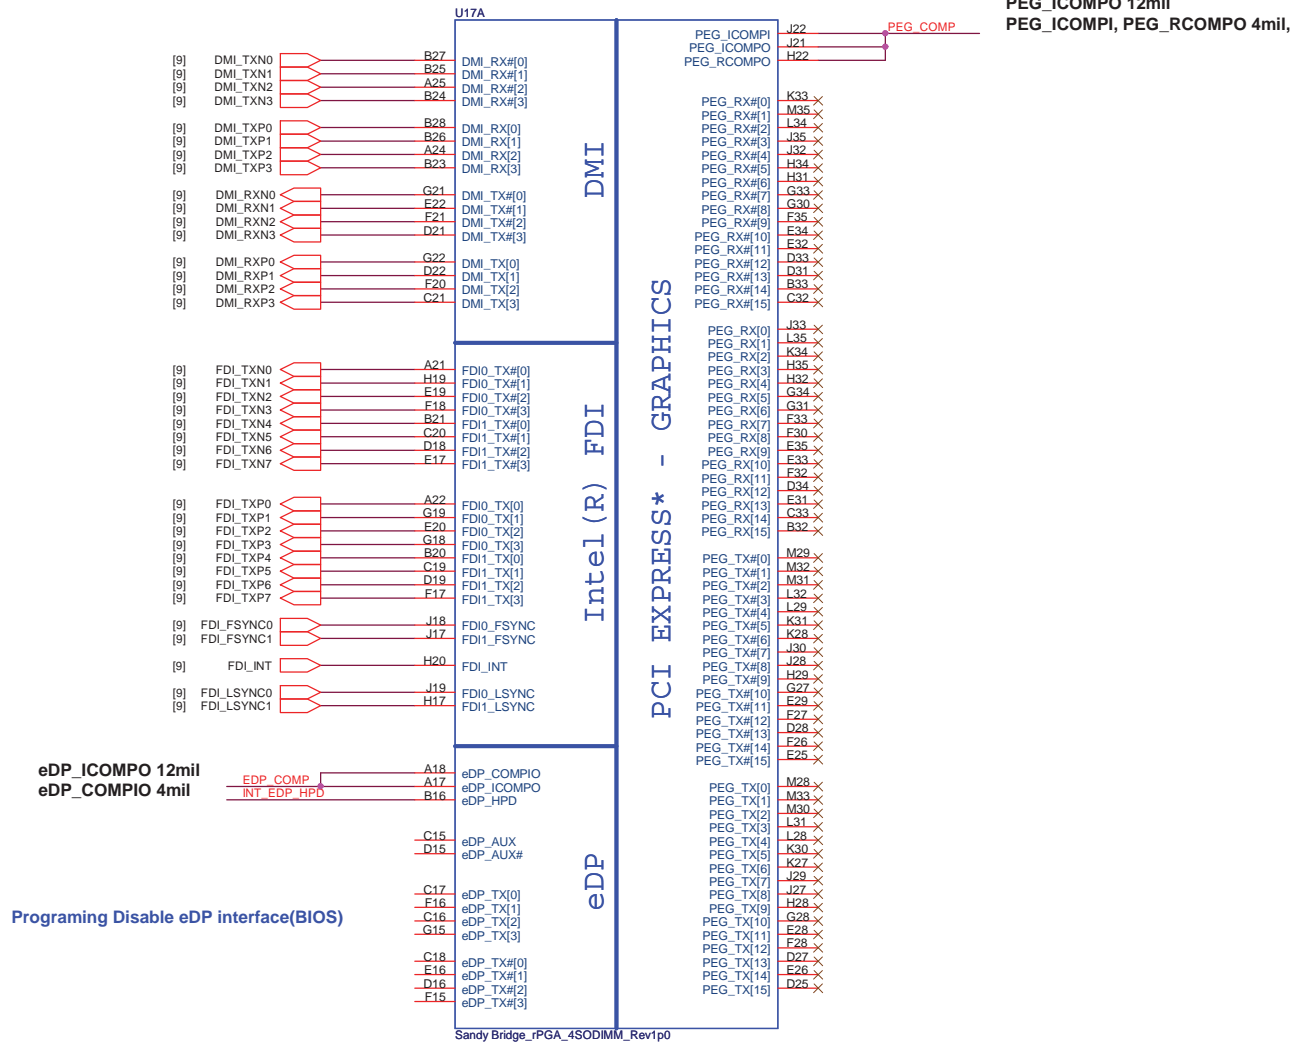 PEG_ICOMPO 12mil
PEG_ICOMPI, PEG_RCOMPO 4mil,
U17A
J22 PEG_ICOMPI PEG_COMP
J21 PEG_ICOMPO
H22 PEG_RCOMPO
[9] DMI_TXN0 B27 DMI_RX#[0]
[9] DMI_TXN1 B25 DMI_RX#[1]
[9] DMI_TXN2 A25 DMI_RX#[2]
[9] DMI_TXN3 B24 DMI_RX#[3]
[9] DMI_TXP0 B28 DMI_RX[0]
[9] DMI_TXP1 B26 DMI_RX[1]
[9] DMI_TXP2 A24 DMI_RX[2]
[9] DMI_TXP3 B23 DMI_RX[3]
[9] DMI_RXN0 G21 DMI_TX#[0]
[9] DMI_RXN1 E22 DMI_TX#[1]
[9] DMI_RXN2 F21 DMI_TX#[2]
[9] DMI_RXN3 D21 DMI_TX#[3]
[9] DMI_RXP0 G22 DMI_TX[0]
[9] DMI_RXP1 D22 DMI_TX[1]
[9] DMI_RXP2 F20 DMI_TX[2]
[9] DMI_RXP3 C21 DMI_TX[3]
DMI
[9] FDI_TXN0 A21 FDI0_TX#[0]
[9] FDI_TXN1 H19 FDI0_TX#[1]
[9] FDI_TXN2 E19 FDI0_TX#[2]
[9] FDI_TXN3 F18 FDI0_TX#[3]
[9] FDI_TXN4 B21 FDI1_TX#[0]
[9] FDI_TXN5 C20 FDI1_TX#[1]
[9] FDI_TXN6 D18 FDI1_TX#[2]
[9] FDI_TXN7 E17 FDI1_TX#[3]
[9] FDI_TXP0 A22 FDI0_TX[0]
[9] FDI_TXP1 G19 FDI0_TX[1]
[9] FDI_TXP2 E20 FDI0_TX[2]
[9] FDI_TXP3 G18 FDI0_TX[3]
[9] FDI_TXP4 B20 FDI1_TX[0]
[9] FDI_TXP5 C19 FDI1_TX[1]
[9] FDI_TXP6 D19 FDI1_TX[2]
[9] FDI_TXP7 F17 FDI1_TX[3]
[9] FDI_FSYNC0 J18 FDI0_FSYNC
[9] FDI_FSYNC1 J17 FDI1_FSYNC
[9] FDI_INT H20 FDI_INT
[9] FDI_LSYNC0 J19 FDI0_LSYNC
[9] FDI_LSYNC1 H17 FDI1_LSYNC
Intel(R) FDI
eDP_ICOMPO 12mil
eDP_COMPIO 4mil
A18 eDP_COMPIO
EDP_COMP A17 eDP_ICOMPO
INT_EDP_HPD B16 eDP_HPD
C15 eDP_AUX
D15 eDP_AUX#
C17 eDP_TX[0]
F16 eDP_TX[1]
C16 eDP_TX[2]
G15 eDP_TX[3]
C18 eDP_TX#[0]
E16 eDP_TX#[1]
D16 eDP_TX#[2]
F15 eDP_TX#[3]
eDP
Programing Disable eDP interface(BIOS)
PCI EXPRESS* - GRAPHICS
PEG_RX#[0] K33
PEG_RX#[1] M35
PEG_RX#[2] L34
PEG_RX#[3] J35
PEG_RX#[4] J32
PEG_RX#[5] H34
PEG_RX#[6] H31
PEG_RX#[7] G33
PEG_RX#[8] G30
PEG_RX#[9] F35
PEG_RX#[10] E34
PEG_RX#[11] E32
PEG_RX#[12] D33
PEG_RX#[13] D31
PEG_RX#[14] B33
PEG_RX#[15] C32
PEG_RX[0] J33
PEG_RX[1] L35
PEG_RX[2] K34
PEG_RX[3] H35
PEG_RX[4] H32
PEG_RX[5] G34
PEG_RX[6] G31
PEG_RX[7] F33
PEG_RX[8] F30
PEG_RX[9] E35
PEG_RX[10] E33
PEG_RX[11] F32
PEG_RX[12] D34
PEG_RX[13] E31
PEG_RX[14] C33
PEG_RX[15] B32
PEG_TX#[0] M29
PEG_TX#[1] M32
PEG_TX#[2] M31
PEG_TX#[3] L32
PEG_TX#[4] L29
PEG_TX#[5] K31
PEG_TX#[6] K28
PEG_TX#[7] J30
PEG_TX#[8] J28
PEG_TX#[9] H29
PEG_TX#[10] G27
PEG_TX#[11] E29
PEG_TX#[12] F27
PEG_TX#[13] D28
PEG_TX#[14] F26
PEG_TX#[15] E25
PEG_TX[0] M28
PEG_TX[1] M33
PEG_TX[2] M30
PEG_TX[3] L31
PEG_TX[4] L28
PEG_TX[5] K30
PEG_TX[6] K27
PEG_TX[7] J29
PEG_TX[8] J27
PEG_TX[9] H28
PEG_TX[10] G28
PEG_TX[11] E28
PEG_TX[12] F28
PEG_TX[13] D27
PEG_TX[14] E26
PEG_TX[15] D25
Sandy Bridge_rPGA_4SODIMM_Rev1p0